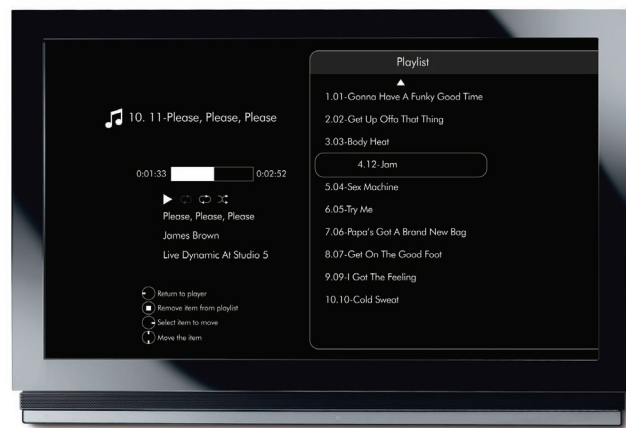 10. 11-Please, Please, Please
0:01:33
0:02:52
Please, Please, Please
James Brown
Live Dynamic At Studio 5
Return to player
Remove item from playlist
Select item to move
Move the item
Playlist
1.01-Gonna Have A Funky Good Time
2.02-Get Up Offa That Thing
3.03-Body Heat
4.12-Jam
5.04-Sex Machine
6.05-Try Me
7.06-Papa's Got A Brand New Bag
8.07-Get On The Good Foot
9.09-I Got The Feeling
10.10-Cold Sweat